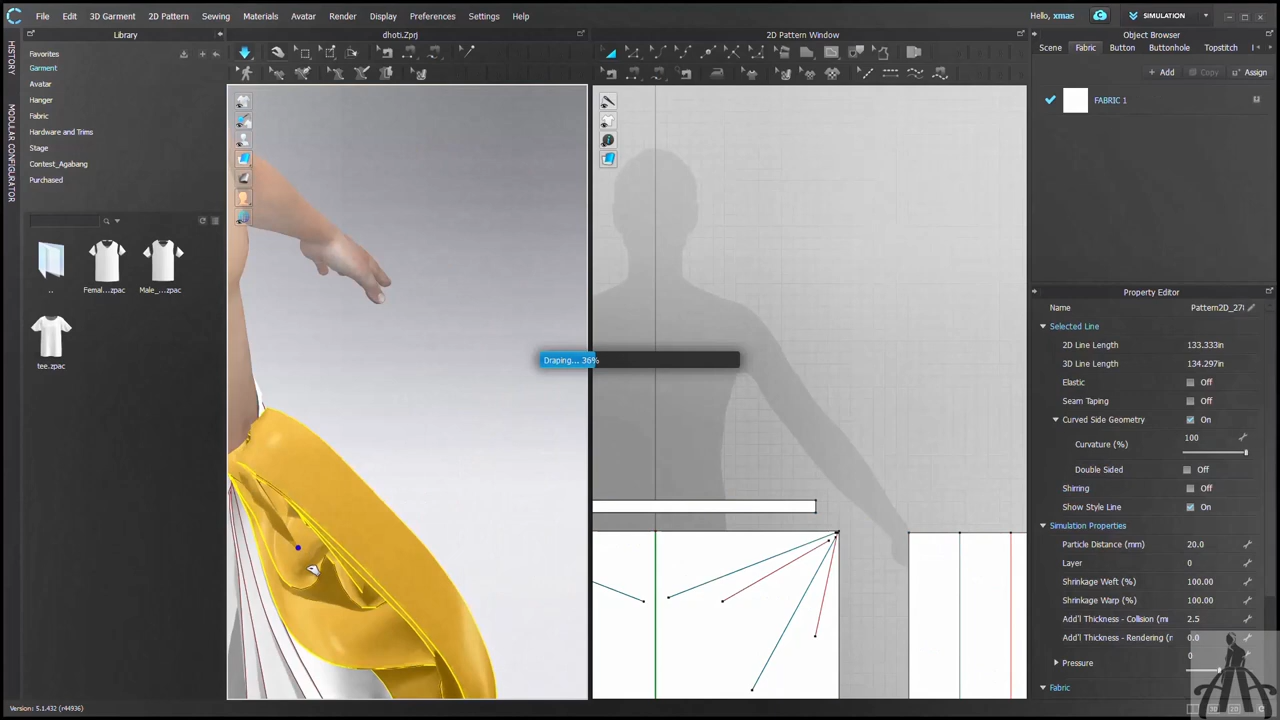 File Edit 3D Garment 2D Pattern Sewing Materials Avatar Render Display Preferences Settings Help
Hello, xmas
SIMULATION
Library
dhoti.Zprj
2D Pattern Window
Object Browser
HISTORY
MODULAR CONFIGURATOR
Favorites
Garment
Avatar
Hanger
Fabric
Hardware and Trims
Stage
Contest_Agabang
Purchased
..
Femal...zpac
Male_...zpac
tee.zpac
Draping... 36%
Scene Fabric Button Buttonhole Topstitch
Add Copy Assign
FABRIC 1
Property Editor
Name Pattern2D_27
Selected Line
2D Line Length 133.333in
3D Line Length 134.297in
Elastic Off
Seam Taping Off
Curved Side Geometry On
Curvature (%) 100
Double Sided Off
Shirring Off
Show Style Line On
Simulation Properties
Particle Distance (mm) 20.0
Layer 0
Shrinkage Weft (%) 100.00
Shrinkage Warp (%) 100.00
Add'l Thickness - Collision (m 2.5
Add'l Thickness - Rendering (n 0.0
Pressure 0
Fabric
Version: 5.1.432 (r44936)